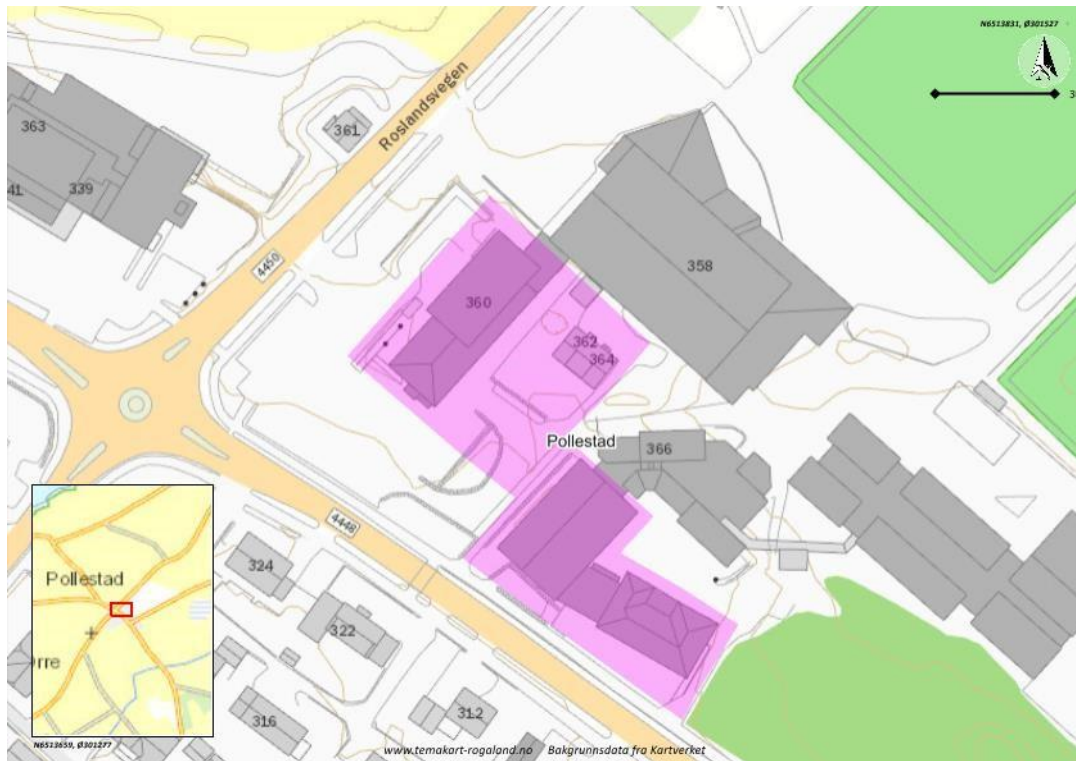 N6513831, Ø301527
363
361
Roslandsvegen
339
41
4450
358
360
362
364
Pollestad
366
4448
324
322
316
312
Pollestad
rre
N6513659, Ø301277
www.temakart-rogaland.no Bakgrunnsdata fra Kartverket